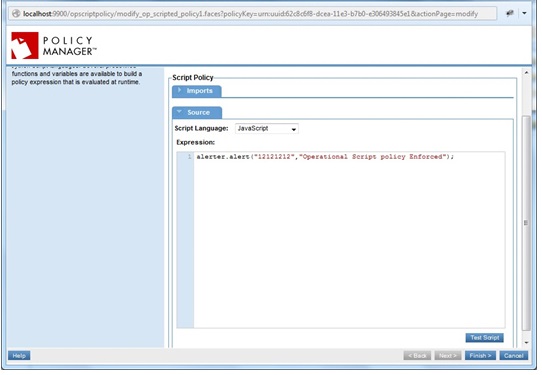 localhost:9900/opscriptpolicy/modify_op_scripted_policy1.faces?policyKey=urn:uuid:62c8c6f8-dcea-11e3-b7b0-e306493845e1&actionPage=modify
POLICY
MANAGER™
functions and variables are available to build a
policy expression that is evaluated at runtime.
Script Policy
Imports
Source
Script Language: JavaScript
Expression:
1 alerter.alert("12121212","Operational Script policy Enforced");
Test Script
Help
< Back
Next >
Finish >
Cancel